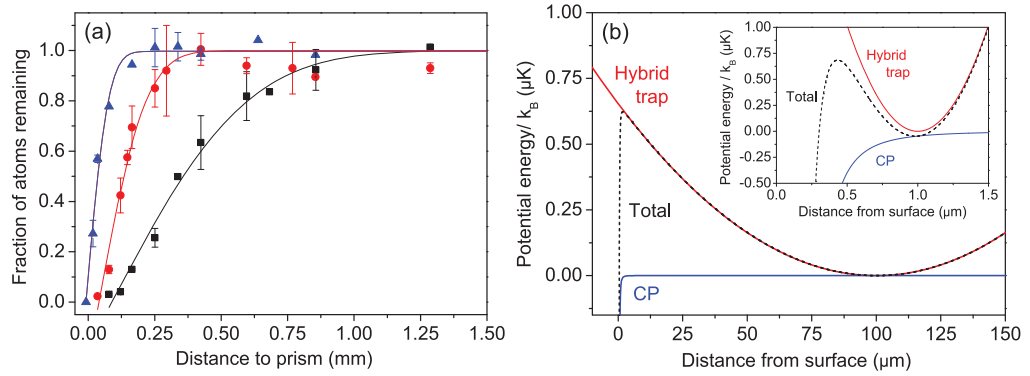 (a)
Fraction of atoms remaining
1.0
0.8
0.6
0.4
0.2
0.0
0.00 0.25 0.50 0.75 1.00 1.25 1.50
Distance to prism (mm)
(b)
Potential energy/ k_B (μK)
1.00
0.75
0.50
0.25
0.00
Hybrid
trap
Total
CP
0 25 50 75 100 125 150
Distance from surface (μm)
Potential energy / k_B (μK)
1.00
0.75
0.50
0.25
0.00
-0.25
-0.50
Hybrid
trap
Total
CP
0.0 0.5 1.0 1.5
Distance from surface (μm)